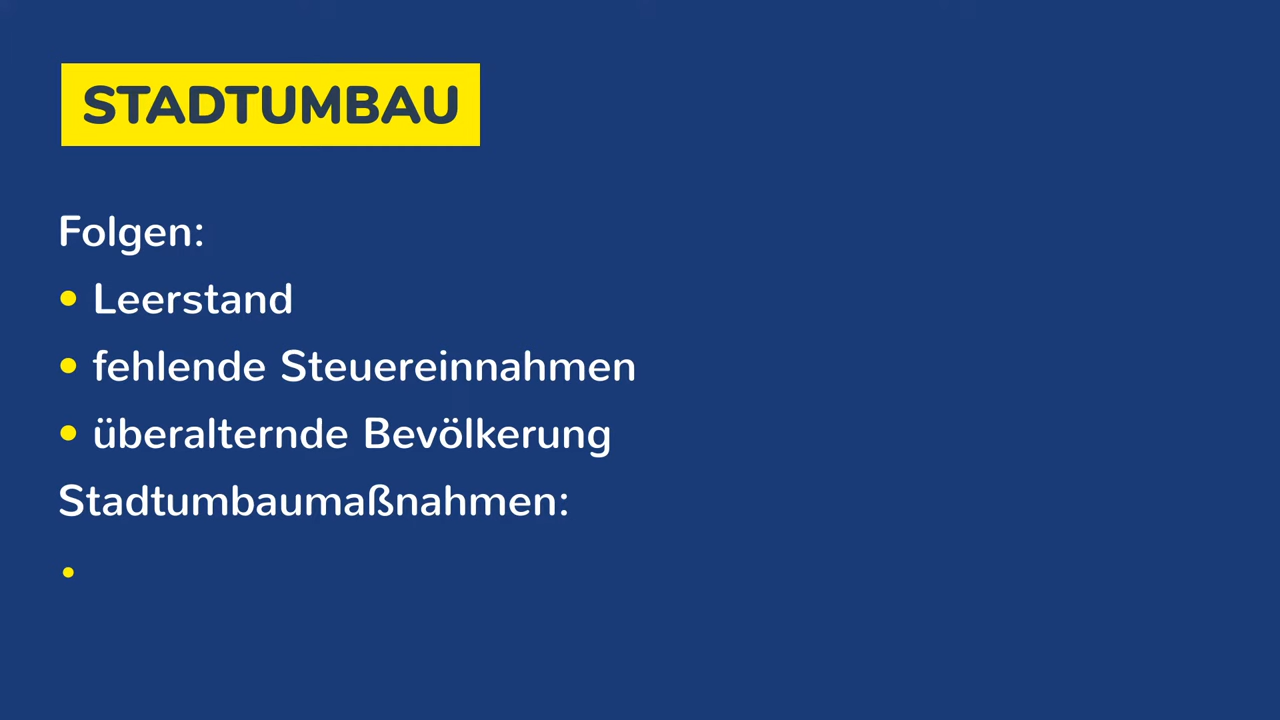 STADTUMBAU
Folgen:
• Leerstand
• fehlende Steuereinnahmen
• überalternde Bevölkerung
Stadtumbaumaßnahmen:
•